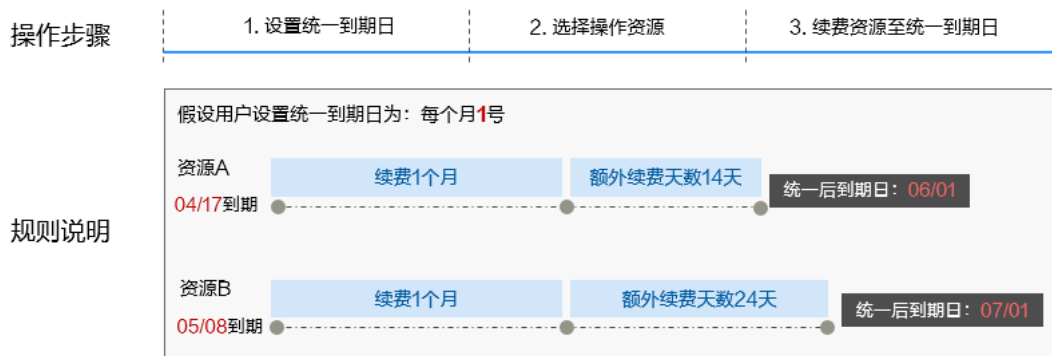 操作步骤
1. 设置统一到期日
2. 选择操作资源
3. 续费资源至统一到期日
规则说明
假设用户设置统一到期日为：每个月1号
资源A
04/17到期
续费1个月
额外续费天数14天
统一后到期日：06/01
资源B
05/08到期
续费1个月
额外续费天数24天
统一后到期日：07/01